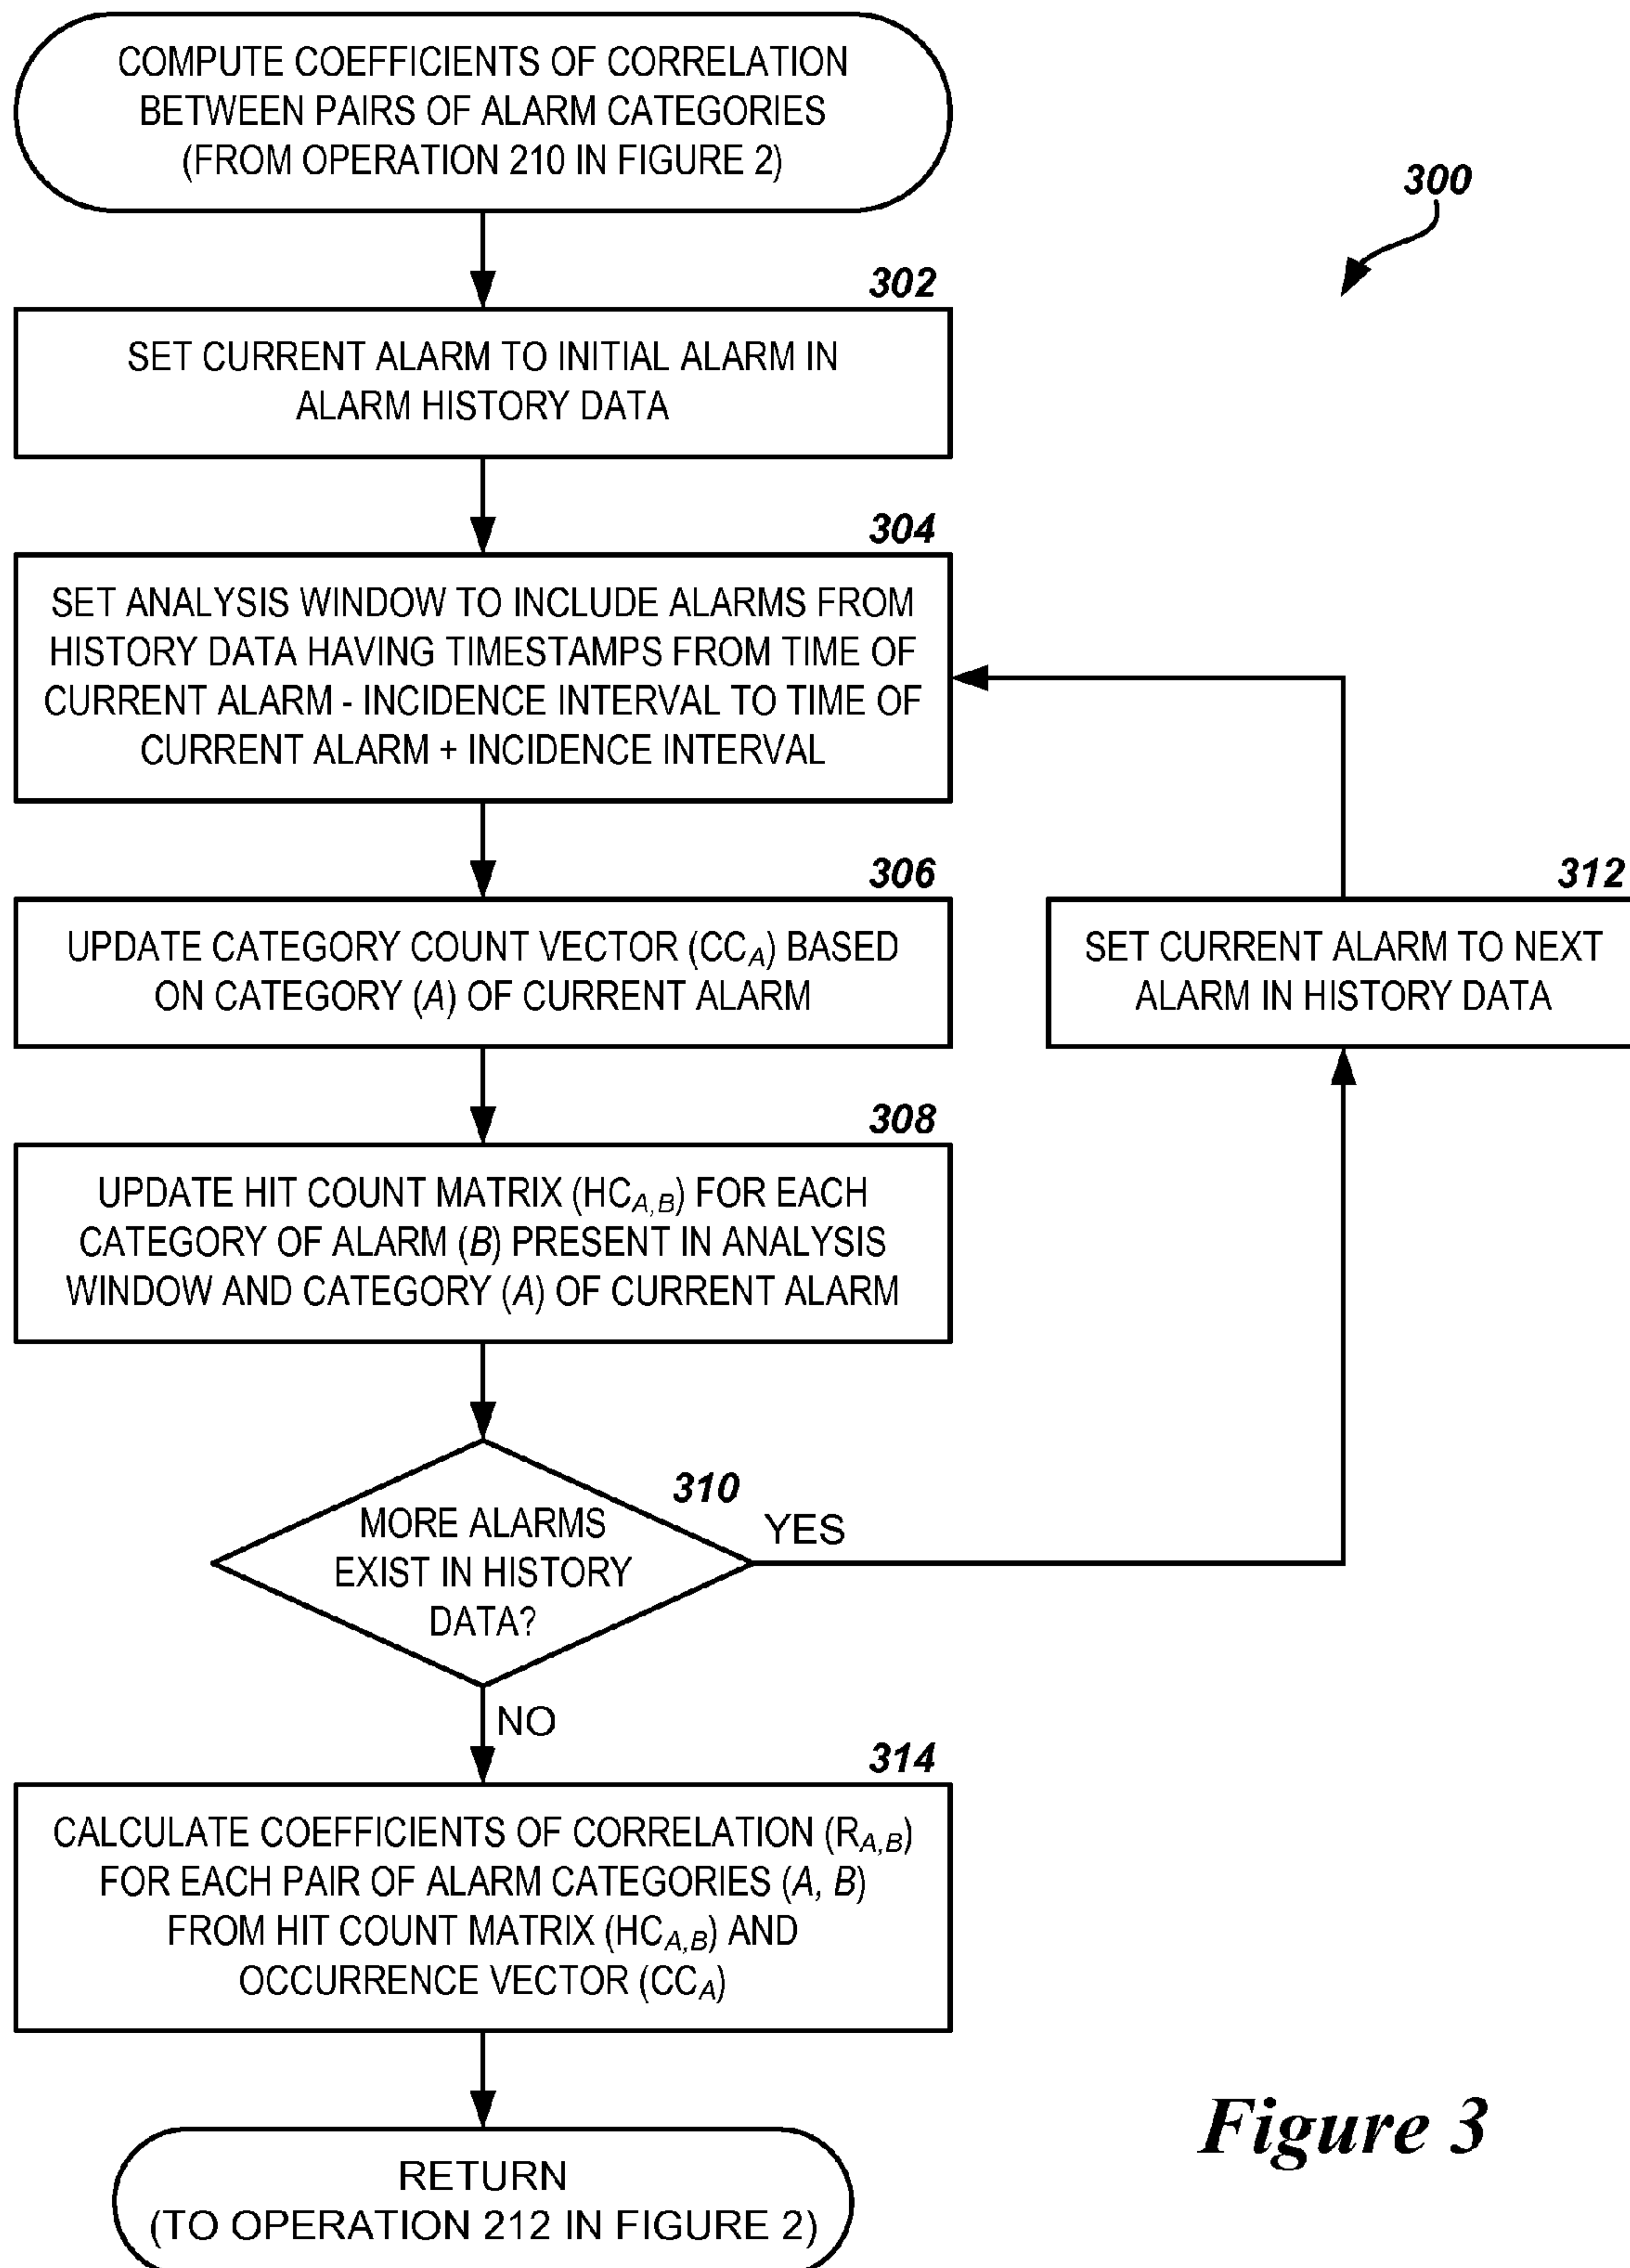 COMPUTE COEFFICIENTS OF CORRELATION
BETWEEN PAIRS OF ALARM CATEGORIES
(FROM OPERATION 210 IN FIGURE 2)
300
302
SET CURRENT ALARM TO INITIAL ALARM IN
ALARM HISTORY DATA
304
SET ANALYSIS WINDOW TO INCLUDE ALARMS FROM
HISTORY DATA HAVING TIMESTAMPS FROM TIME OF
CURRENT ALARM - INCIDENCE INTERVAL TO TIME OF
CURRENT ALARM + INCIDENCE INTERVAL
306
UPDATE CATEGORY COUNT VECTOR (CCA) BASED
ON CATEGORY (A) OF CURRENT ALARM
312
SET CURRENT ALARM TO NEXT
ALARM IN HISTORY DATA
308
UPDATE HIT COUNT MATRIX (HCA,B) FOR EACH
CATEGORY OF ALARM (B) PRESENT IN ANALYSIS
WINDOW AND CATEGORY (A) OF CURRENT ALARM
310
MORE ALARMS
EXIST IN HISTORY
DATA?
YES
NO
314
CALCULATE COEFFICIENTS OF CORRELATION (RA,B)
FOR EACH PAIR OF ALARM CATEGORIES (A, B)
FROM HIT COUNT MATRIX (HCA,B) AND
OCCURRENCE VECTOR (CCA)
RETURN
(TO OPERATION 212 IN FIGURE 2)
Figure 3